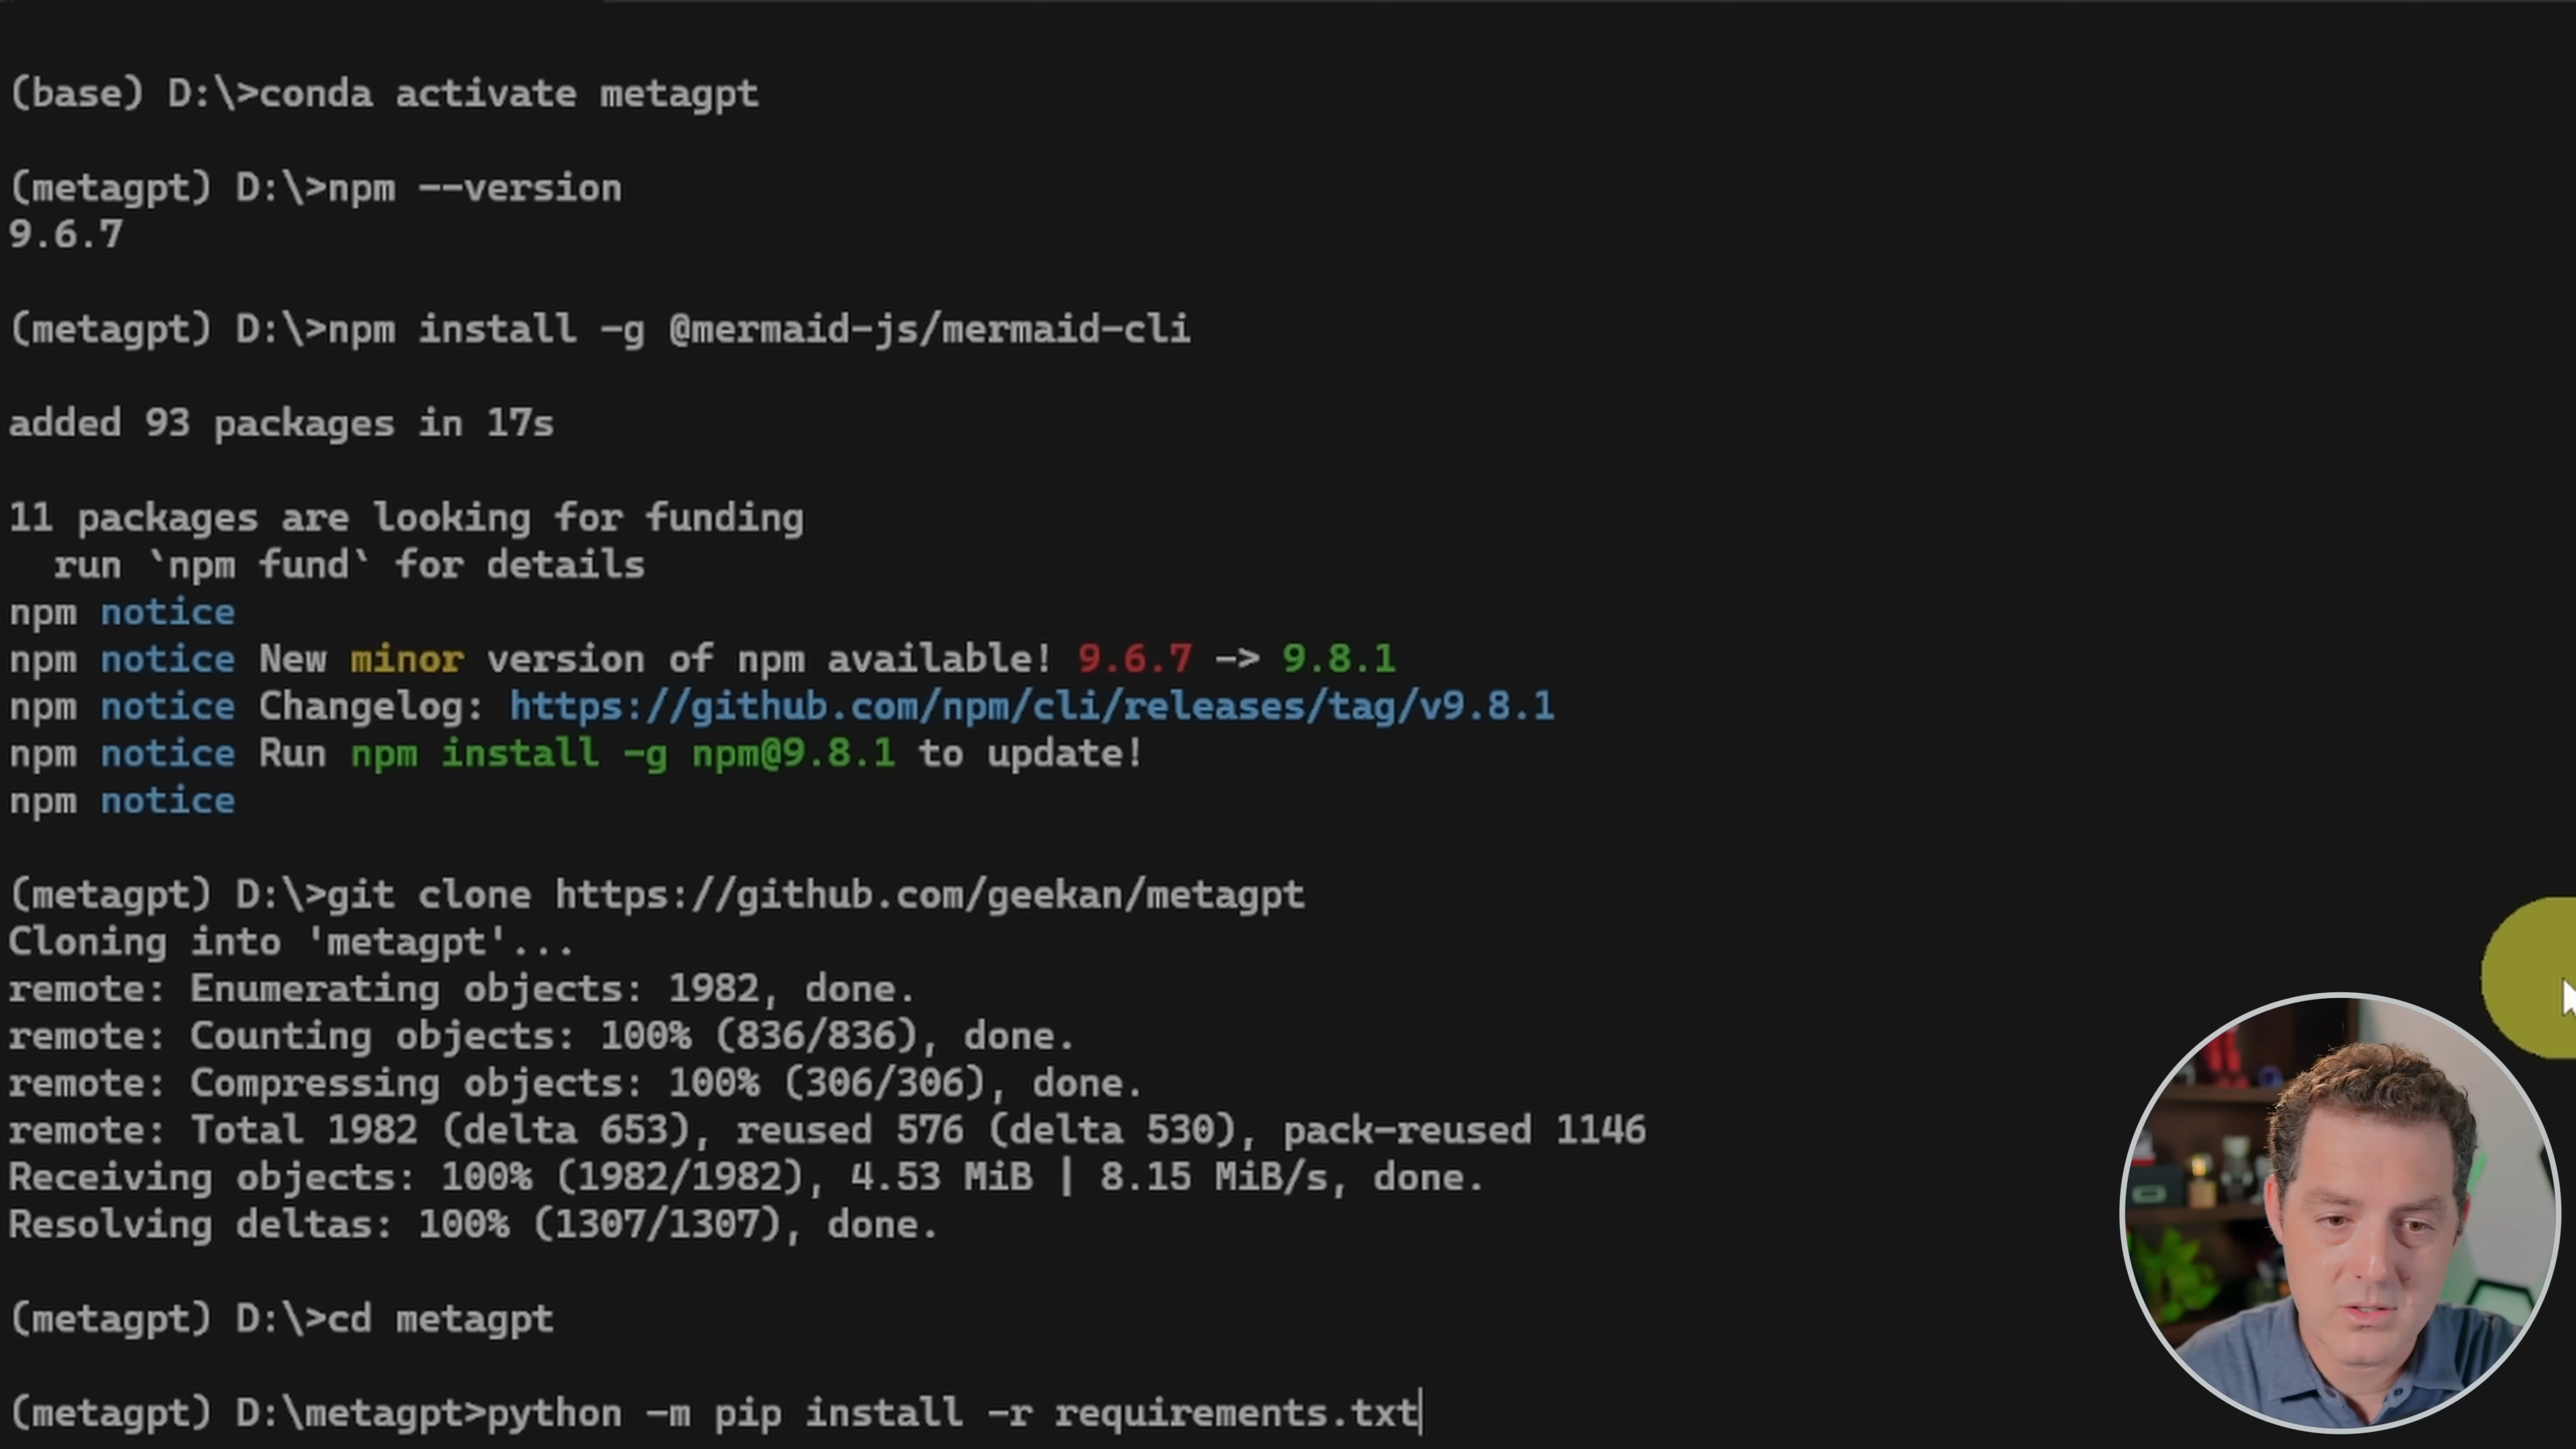 (base) D:\>conda activate metagpt
(metagpt) D:\>npm --version
9.6.7
(metagpt) D:\>npm install -g @mermaid-js/mermaid-cli
added 93 packages in 17s
11 packages are looking for funding
  run `npm fund` for details
npm notice
npm notice New minor version of npm available! 9.6.7 -> 9.8.1
npm notice Changelog: https://github.com/npm/cli/releases/tag/v9.8.1
npm notice Run npm install -g npm@9.8.1 to update!
npm notice
(metagpt) D:\>git clone https://github.com/geekan/metagpt
Cloning into 'metagpt'...
remote: Enumerating objects: 1982, done.
remote: Counting objects: 100% (836/836), done.
remote: Compressing objects: 100% (306/306), done.
remote: Total 1982 (delta 653), reused 576 (delta 530), pack-reused 1146
Receiving objects: 100% (1982/1982), 4.53 MiB | 8.15 MiB/s, done.
Resolving deltas: 100% (1307/1307), done.
(metagpt) D:\>cd metagpt
(metagpt) D:\metagpt>python -m pip install -r requirements.txt